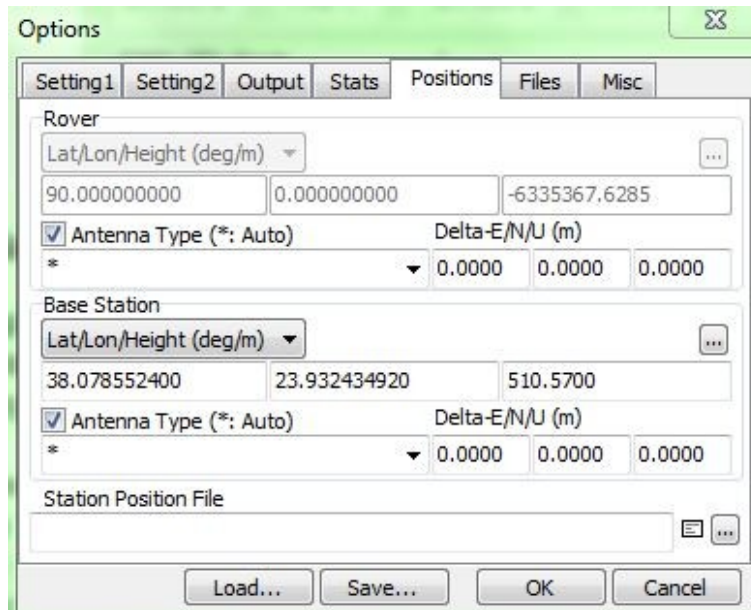 Options
Setting1 Setting2 Output Stats Positions Files Misc
Rover
Lat/Lon/Height (deg/m) ...
90.000000000 0.000000000 -6335367.6285
Antenna Type (*: Auto) Delta-E/N/U (m)
* 0.0000 0.0000 0.0000
Base Station
Lat/Lon/Height (deg/m) ...
38.078552400 23.932434920 510.5700
Antenna Type (*: Auto) Delta-E/N/U (m)
* 0.0000 0.0000 0.0000
Station Position File
...
Load... Save... OK Cancel